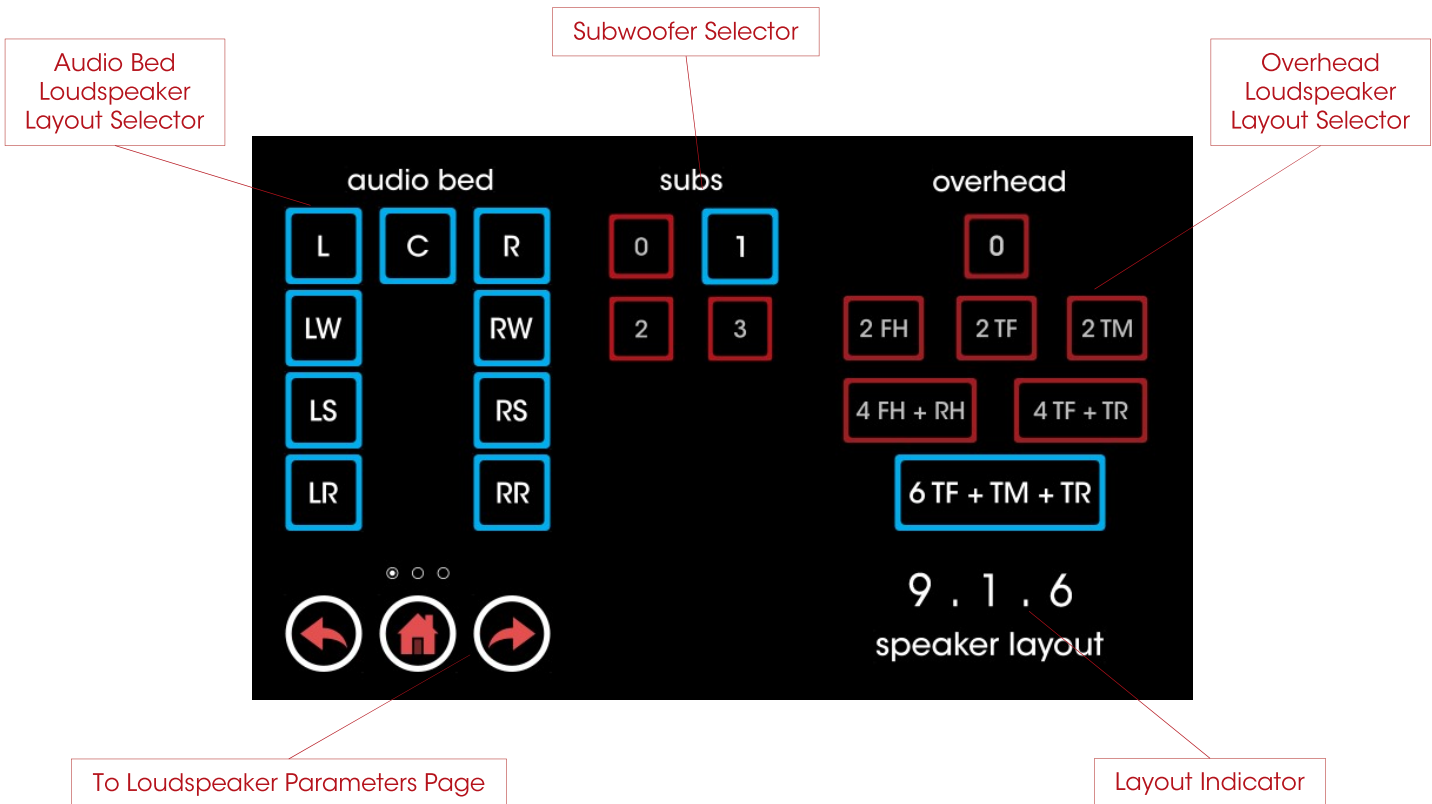 Subwoofer Selector
Audio Bed
Loudspeaker
Layout Selector
Overhead
Loudspeaker
Layout Selector
audio bed
subs
overhead
L C R
0 1
0
LW RW
2 3
2 FH 2 TF 2 TM
LS RS
4 FH + RH 4 TF + TR
LR RR
6 TF + TM + TR
9 . 1 . 6
speaker layout
To Loudspeaker Parameters Page
Layout Indicator